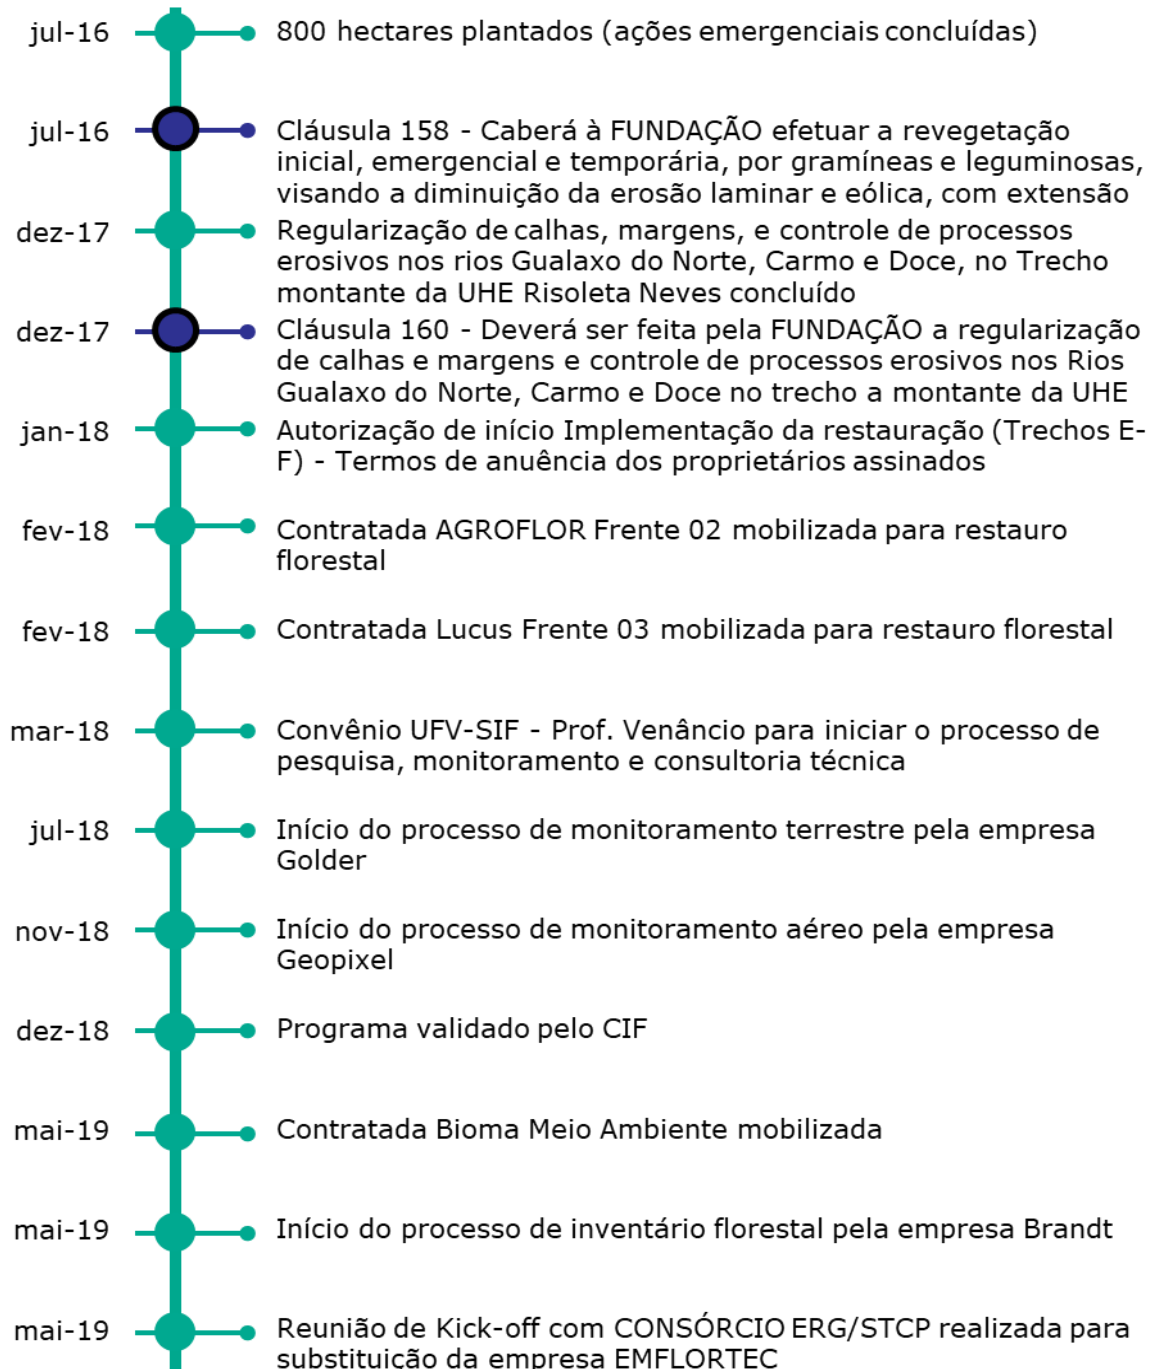 jul-16
800 hectares plantados (ações emergenciais concluídas)
jul-16
Cláusula 158 - Caberá à FUNDAÇÃO efetuar a revegetação
inicial, emergencial e temporária, por gramíneas e leguminosas,
visando a diminuição da erosão laminar e eólica, com extensão
dez-17
Regularização de calhas, margens, e controle de processos
erosivos nos rios Gualaxo do Norte, Carmo e Doce, no Trecho
montante da UHE Risoleta Neves concluído
dez-17
Cláusula 160 - Deverá ser feita pela FUNDAÇÃO a regularização
de calhas e margens e controle de processos erosivos nos Rios
Gualaxo do Norte, Carmo e Doce no trecho a montante da UHE
jan-18
Autorização de início Implementação da restauração (Trechos E-
F) - Termos de anuência dos proprietários assinados
fev-18
Contratada AGROFLOR Frente 02 mobilizada para restauro
florestal
fev-18
Contratada Lucus Frente 03 mobilizada para restauro florestal
mar-18
Convênio UFV-SIF - Prof. Venâncio para iniciar o processo de
pesquisa, monitoramento e consultoria técnica
jul-18
Início do processo de monitoramento terrestre pela empresa
Golder
nov-18
Início do processo de monitoramento aéreo pela empresa
Geopixel
dez-18
Programa validado pelo CIF
mai-19
Contratada Bioma Meio Ambiente mobilizada
mai-19
Início do processo de inventário florestal pela empresa Brandt
mai-19
Reunião de Kick-off com CONSÓRCIO ERG/STCP realizada para
substituição da empresa EMFLORTEC